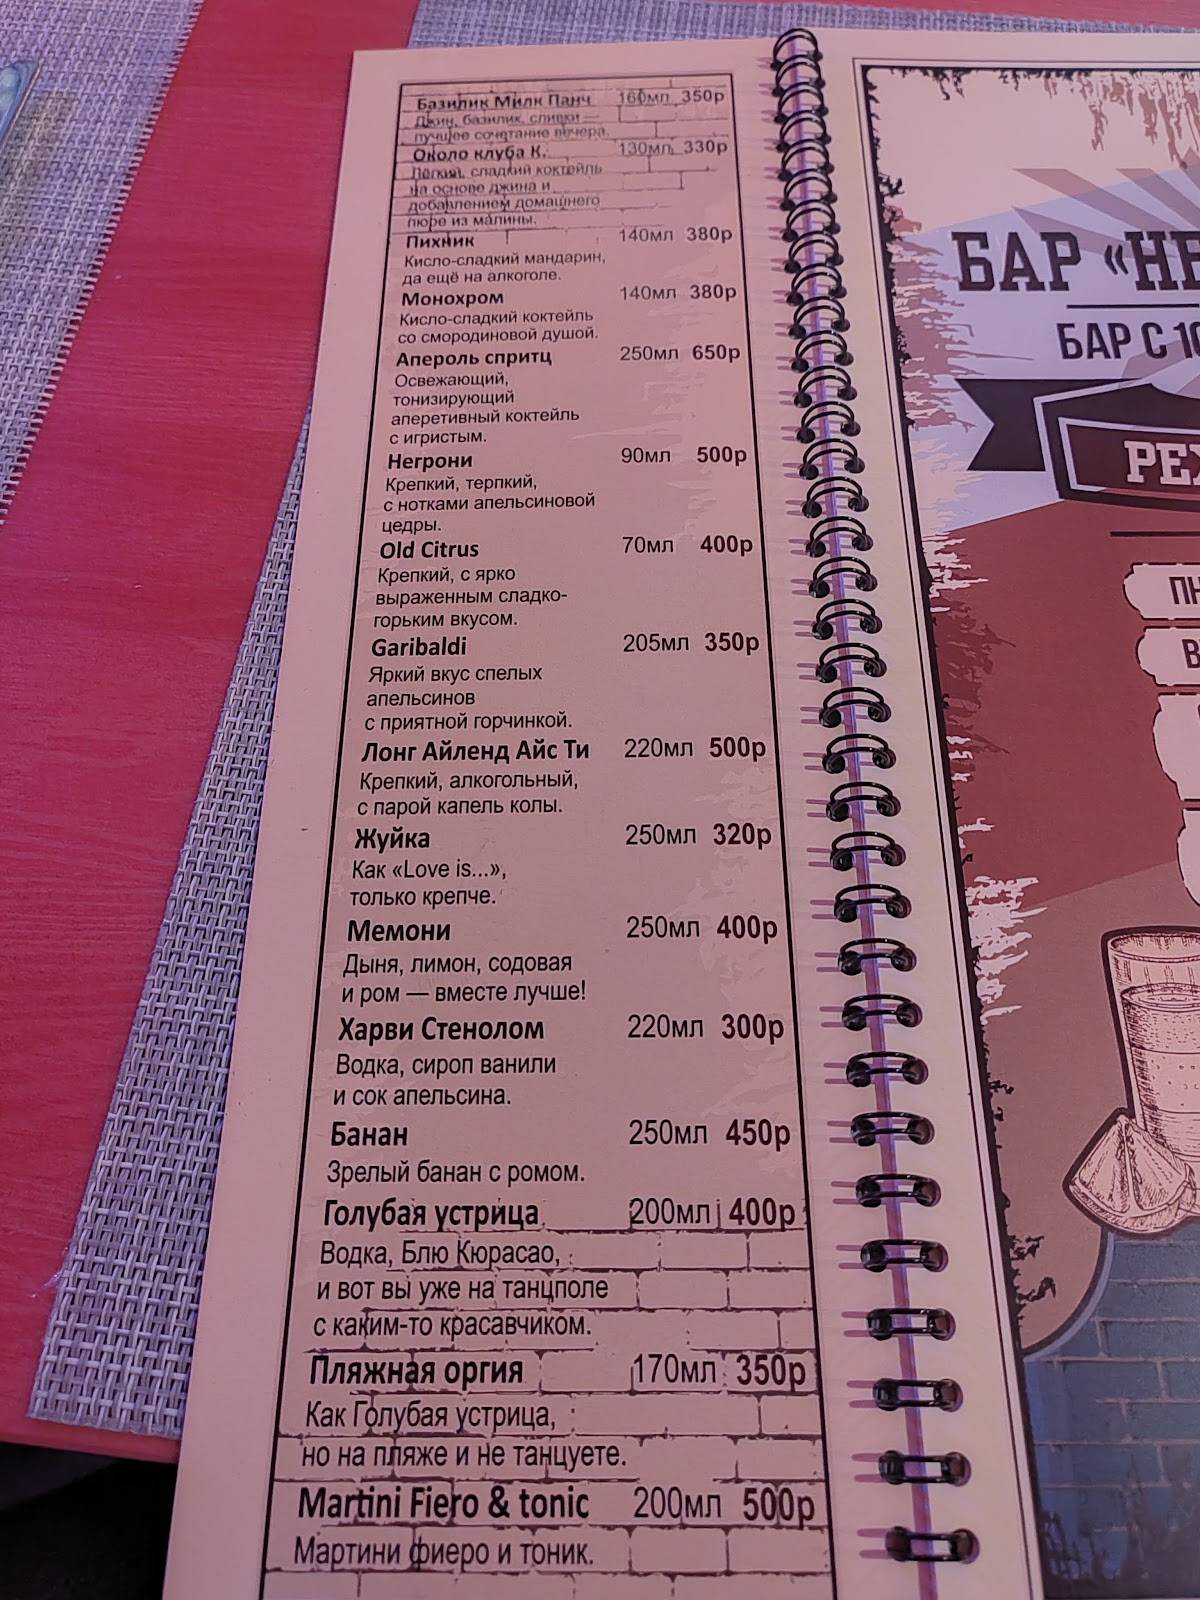 Базилик Милк Панч 160мл 350р
Джин, базилик, сливки —
лучшее сочетание вечера.
Около клуба К. 130мл 330р
Лёгкий, сладкий коктейль
на основе джина и
добавлением домашнего
пюре из малины.
Пихник 140мл 380р
Кисло-сладкий мандарин,
да ещё на алкоголе.
Монохром 140мл 380р
Кисло-сладкий коктейль
со смородиновой душой.
Апероль спритц 250мл 650р
Освежающий,
тонизирующий
аперетивный коктейль
с игристым.
Негрони 90мл 500р
Крепкий, терпкий,
с нотками апельсиновой
цедры.
Old Citrus 70мл 400р
Крепкий, с ярко
выраженным сладко-
горьким вкусом.
Garibaldi 205мл 350р
Яркий вкус спелых
апельсинов
с приятной горчинкой.
Лонг Айленд Айс Ти 220мл 500р
Крепкий, алкогольный,
с парой капель колы.
Жуйка 250мл 320р
Как «Love is...»,
только крепче.
Мемони 250мл 400р
Дыня, лимон, содовая
и ром — вместе лучше!
Харви Стенолом 220мл 300р
Водка, сироп ванили
и сок апельсина.
Банан 250мл 450р
Зрелый банан с ромом.
Голубая устрица 200мл 400р
Водка, Блю Кюрасао,
и вот вы уже на танцполе
с каким-то красавчиком.
Пляжная оргия 170мл 350р
Как Голубая устрица,
но на пляже и не танцуете.
Martini Fiero & tonic 200мл 500р
Мартини фиеро и тоник.
БАР «НЕ
БАР С 10
РЕ
ПН
В